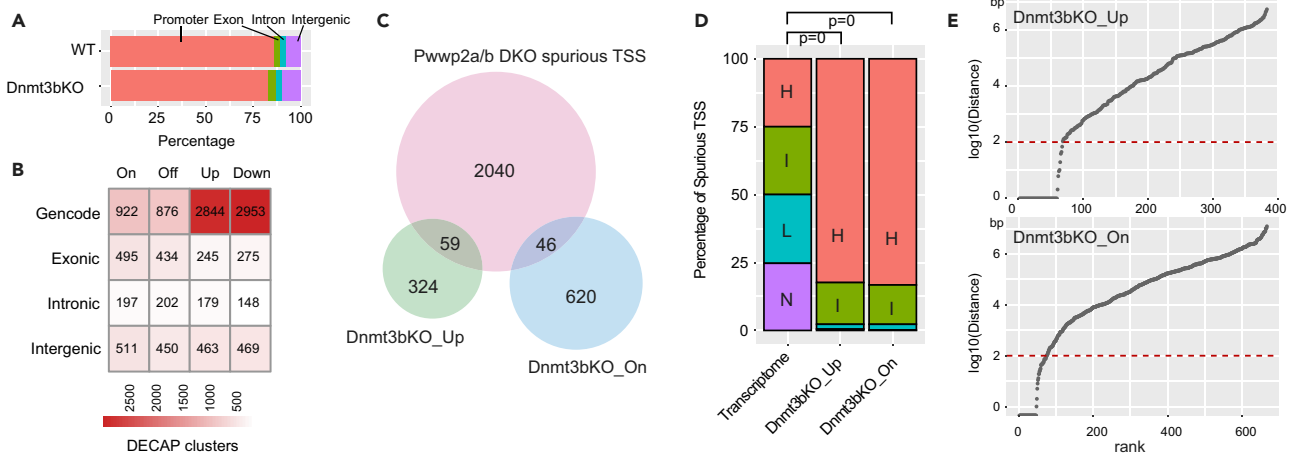 A
Promoter Exon Intron Intergenic
WT
Dnmt3bKO
0 25 50 75 100
Percentage
B
On Off Up Down
Gencode 922 876 2844 2953
Exonic 495 434 245 275
Intronic 197 202 179 148
Intergenic 511 450 463 469
2500 2000 1500 1000 500
DECAP clusters
C
Pwwp2a/b DKO spurious TSS
2040
59 46
324 620
Dnmt3bKO_Up
Dnmt3bKO_On
D
p=0
p=0
Percentage of Spurious TSS
100
75
50
25
0
H
I
L
N
H
I
H
I
Transcriptome
Dnmt3bKO_Up
Dnmt3bKO_On
E
bp
Dnmt3bKO_Up
log10(Distance)
6
4
2
0
0 100 200 300 400
bp
Dnmt3bKO_On
log10(Distance)
6
4
2
0
0 200 400 600
rank